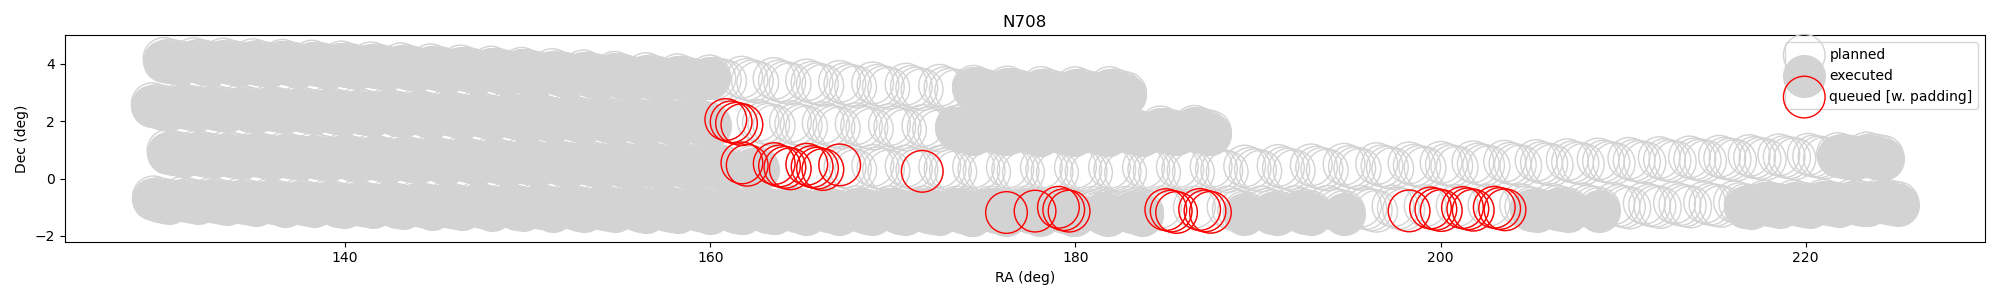 N708
planned
executed
queued [w. padding]
Dec (deg)
4
2
0
−2
140
160
180
200
220
RA (deg)